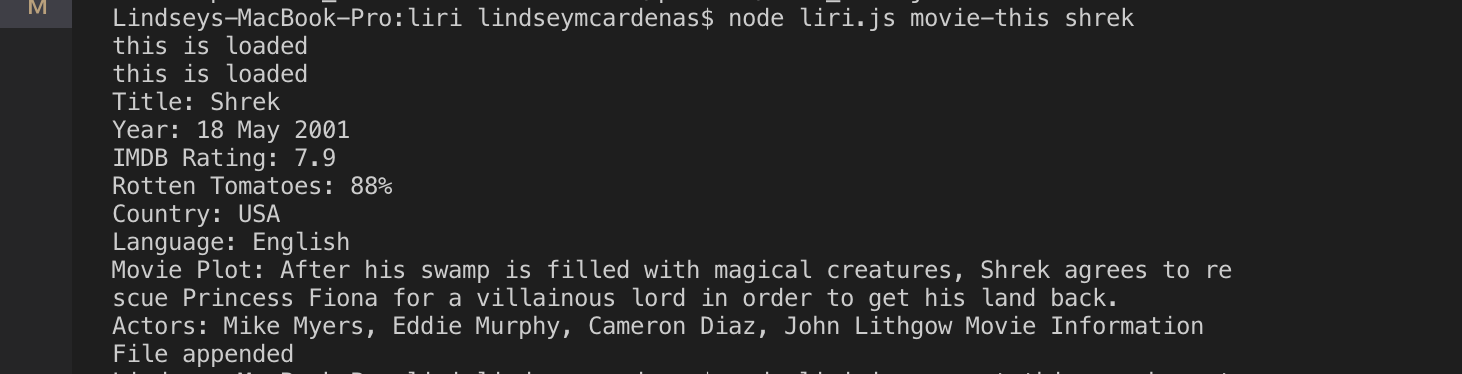 M
Lindseys-MacBook-Pro:liri lindseymcardenas$ node liri.js movie-this shrek
this is loaded
this is loaded
Title: Shrek
Year: 18 May 2001
IMDB Rating: 7.9
Rotten Tomatoes: 88%
Country: USA
Language: English
Movie Plot: After his swamp is filled with magical creatures, Shrek agrees to re
scue Princess Fiona for a villainous lord in order to get his land back.
Actors: Mike Myers, Eddie Murphy, Cameron Diaz, John Lithgow Movie Information
File appended